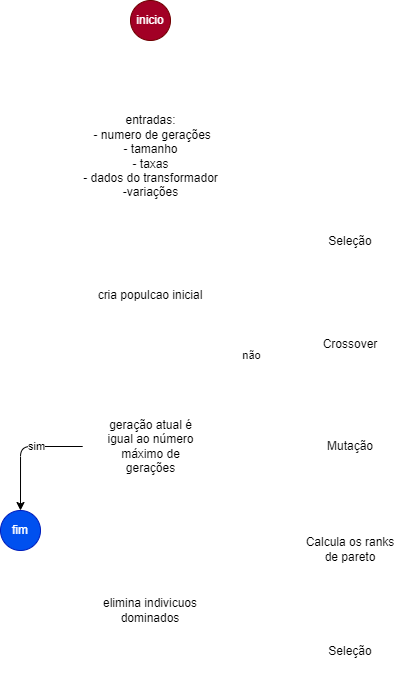 inicio
entradas:
- numero de gerações
- tamanho
- taxas
- dados do transformador
-variações
cria populcao inicial
não
geração atual é
igual ao número
máximo de
gerações
sim
fim
elimina indivicuos
dominados
Seleção
Crossover
Mutação
Calcula os ranks
de pareto
Seleção